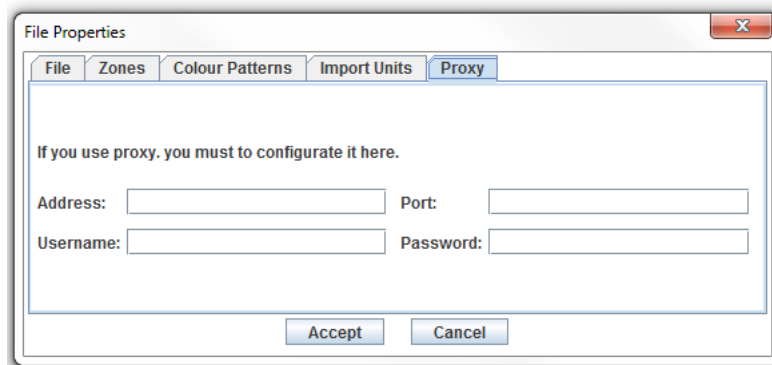 File Properties
File Zones Colour Patterns Import Units Proxy
If you use proxy. you must to configurate it here.
Address: Port:
Username: Password:
Accept Cancel